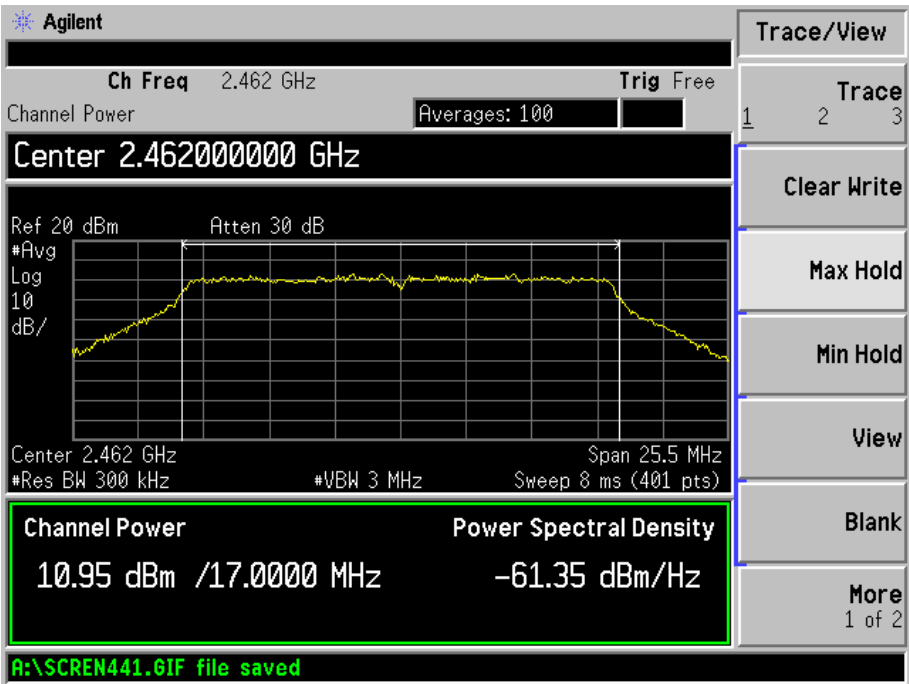 Agilent
Ch Freq 2.462 GHz Trig Free
Channel Power Averages: 100
Center 2.462000000 GHz
Ref 20 dBm Atten 30 dB
#Avg
Log
10
dB/
Center 2.462 GHz Span 25.5 MHz
#Res BW 300 kHz #VBW 3 MHz Sweep 8 ms (401 pts)
Channel Power Power Spectral Density
10.95 dBm /17.0000 MHz -61.35 dBm/Hz
A:\SCREN441.GIF file saved
Trace/View
Trace
1 2 3
Clear Write
Max Hold
Min Hold
View
Blank
More
1 of 2